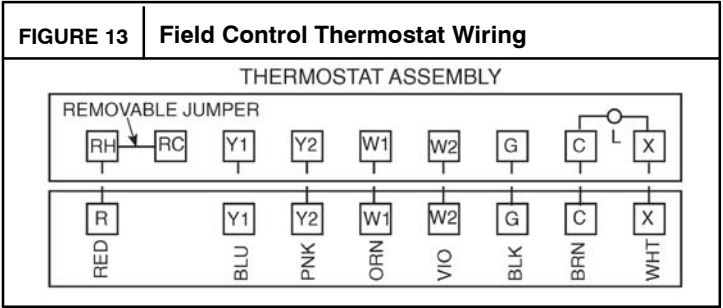 FIGURE 13 Field Control Thermostat Wiring
THERMOSTAT ASSEMBLY
REMOVABLE JUMPER
RH RC Y1 Y2 W1 W2 G C L X
R Y1 Y2 W1 W2 G C X
RED BLU PNK ORN VIO BLK BRN WHT